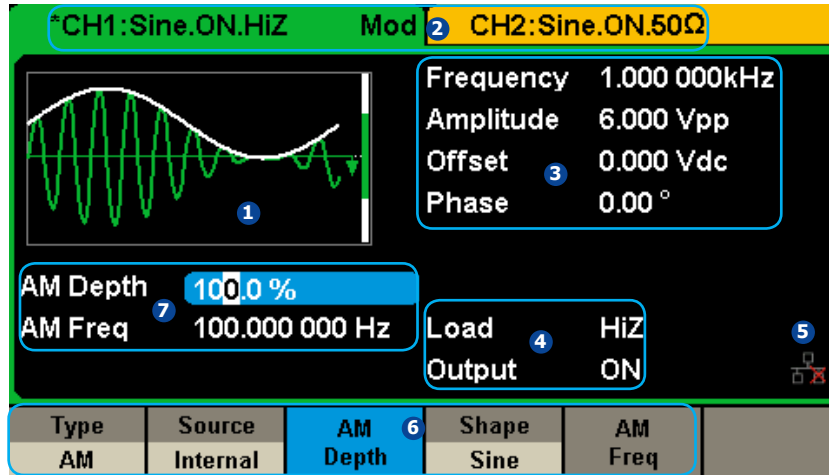 *CH1:Sine.ON.HiZ Mod 2 CH2:Sine.ON.50Ω
Frequency 1.000 000kHz
Amplitude 6.000 Vpp
Offset 3 0.000 Vdc
Phase 0.00 °
1
AM Depth 100.0 %
7
AM Freq 100.000 000 Hz
Load 4 HiZ
Output ON
5
Type Source AM Depth 6 Shape AM Freq
AM Internal Sine